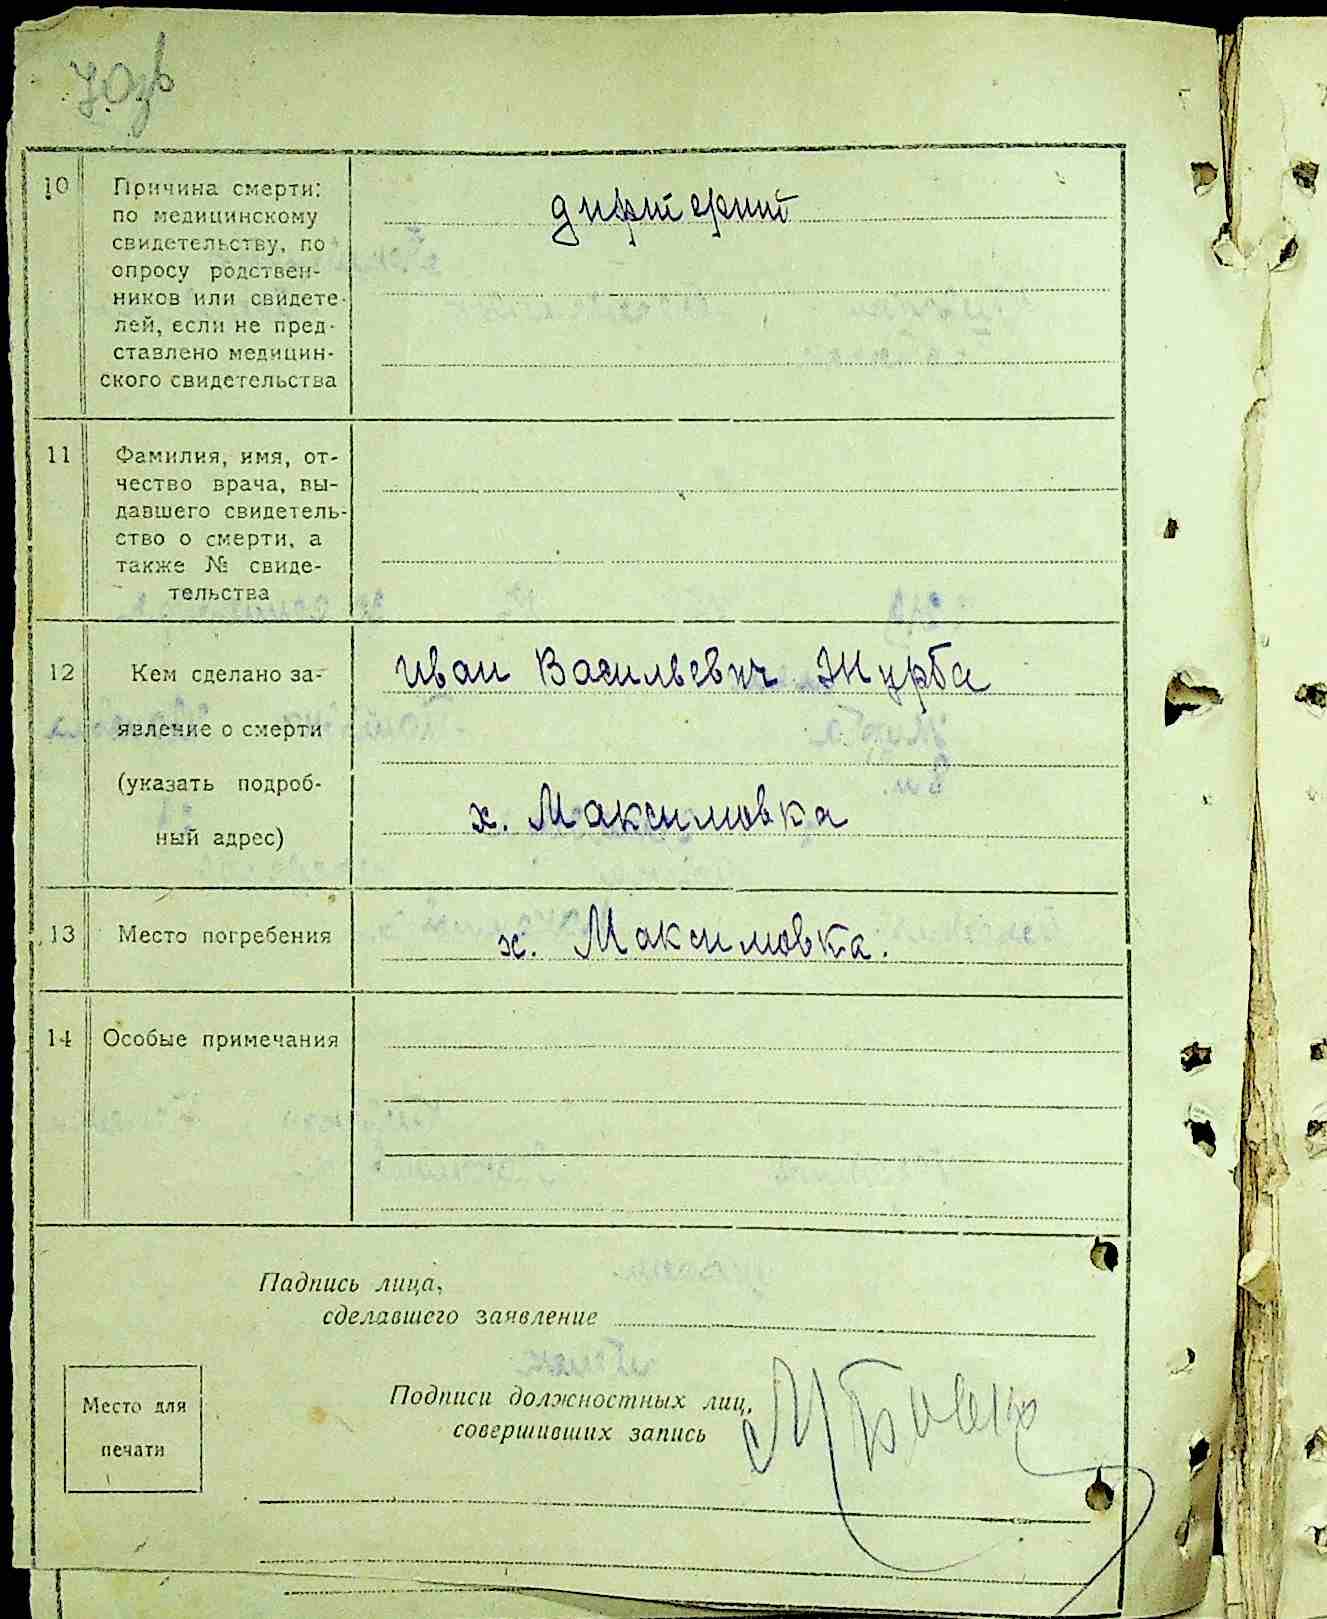 70зв
10
Причина смерти:
по медицинскому
свидетельству, по
опросу родствен-
ников или свидете-
лей, если не пред-
ставлено медицин-
ского свидетельства
дифтерит
11
Фамилия, имя, от-
чество врача, вы-
давшего свидетель-
ство о смерти, а
также № свиде-
тельства
12
Кем сделано за-
явление о смерти
(указать подроб-
ный адрес)
Иван Васильевич Журба
х. Максимовка
13
Место погребения
х. Максимовка.
14
Особые примечания
Падпись лица,
сделавшего заявление
Место для
печати
Подписи должностных лиц,
совершивших запись